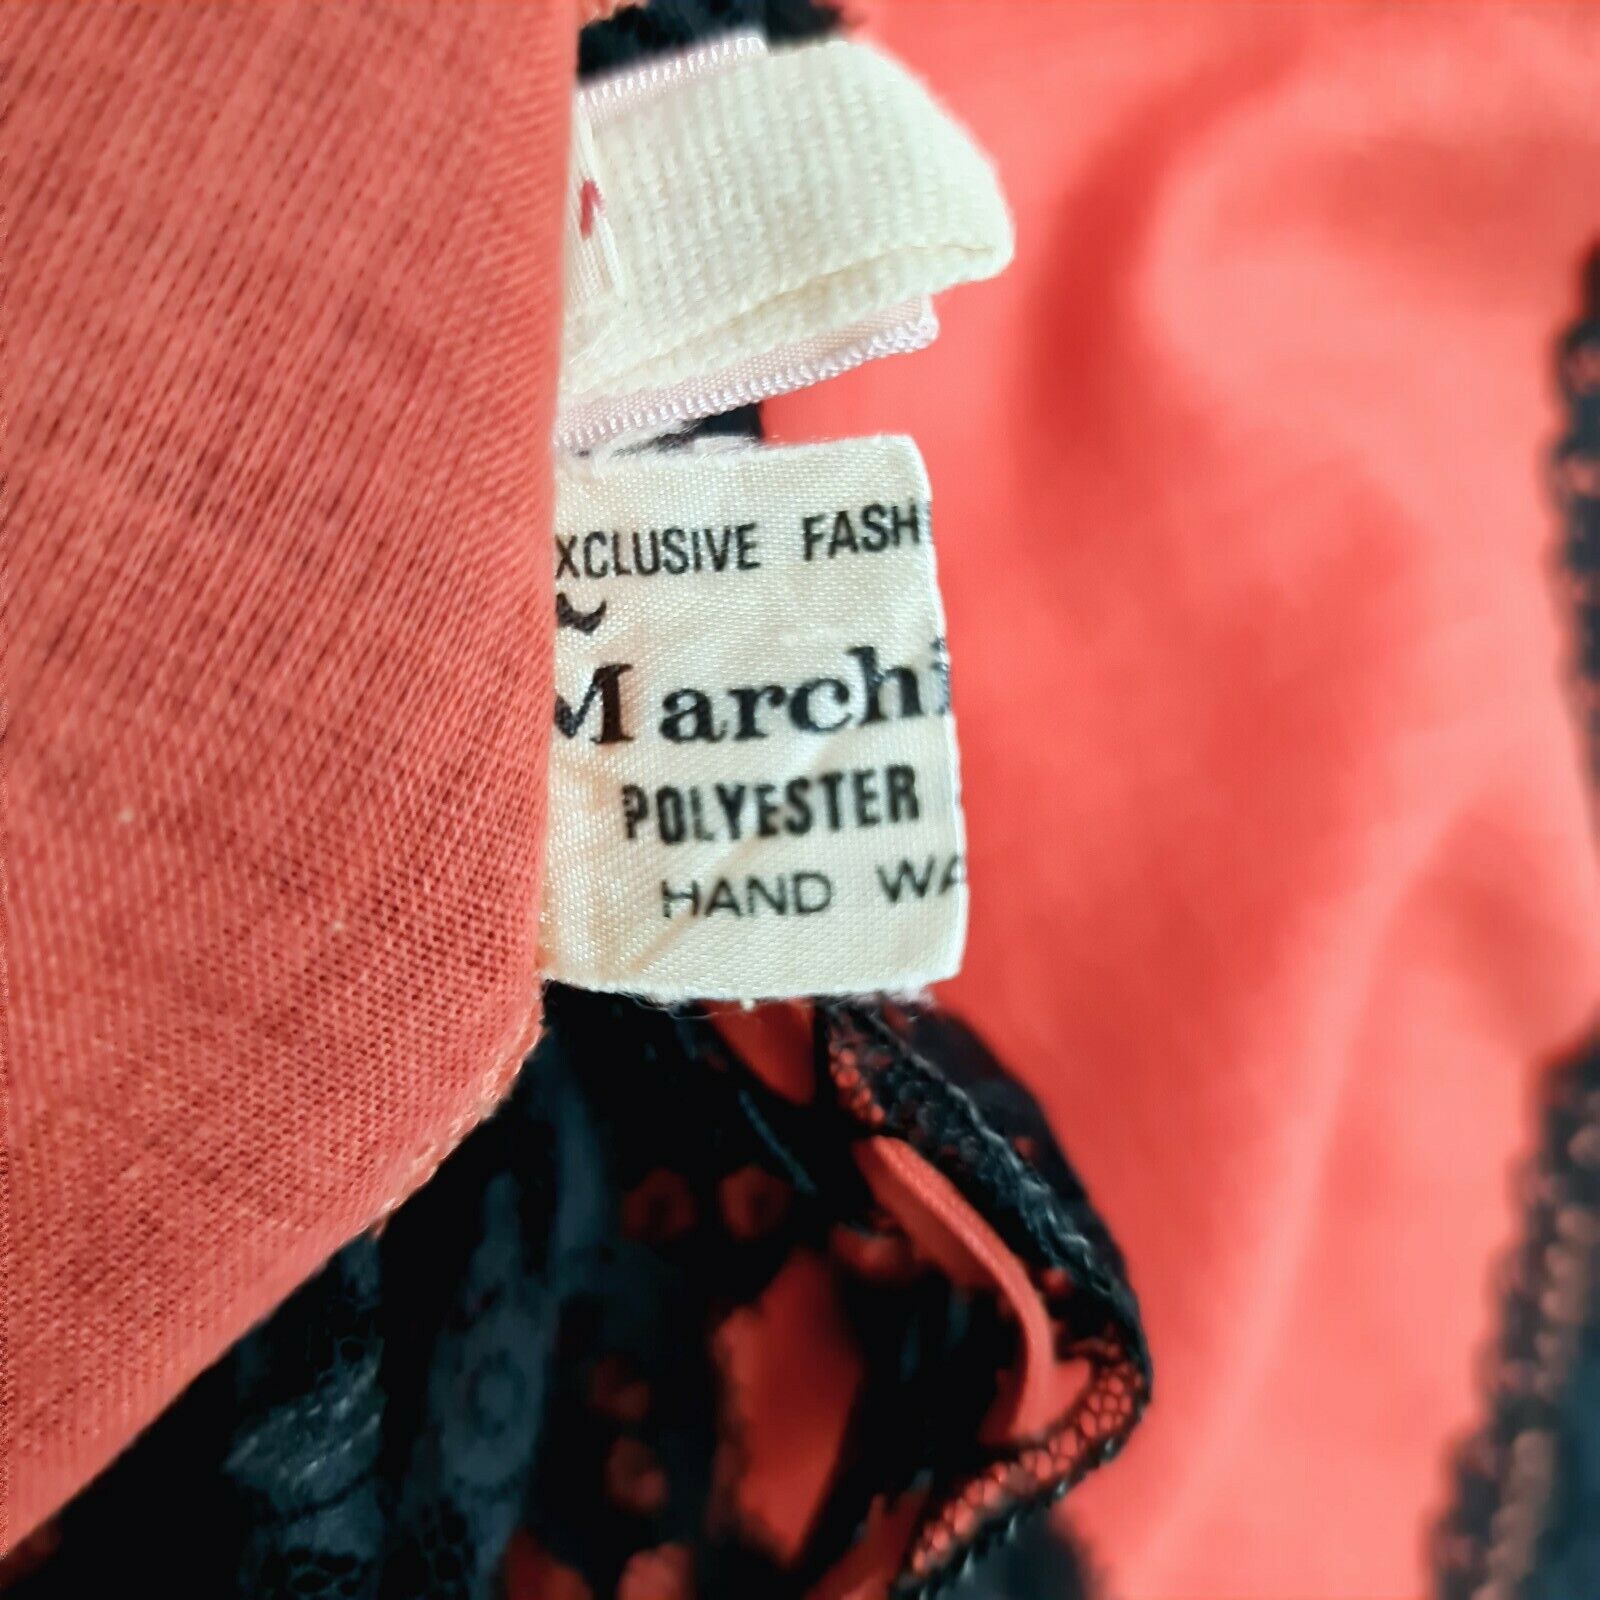 XCLUSIVE FASH
Marchi
POLYESTER
HAND WA